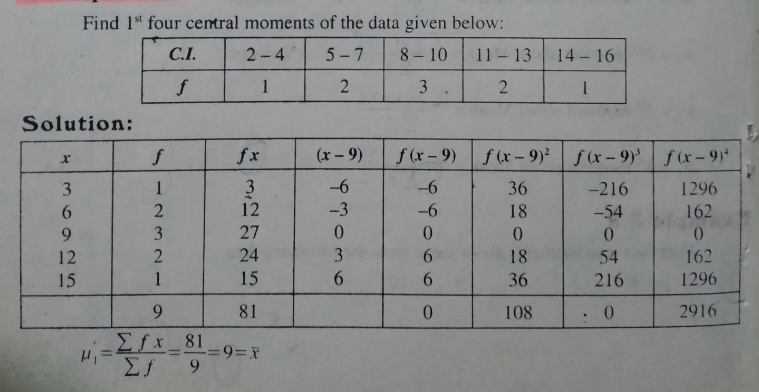 Find 1st four central moments of the data given below:
C.I. 2 – 4 5 – 7 8 – 10 11 – 13 14 – 16
f 1 2 3 2 1
Solution:
x f fx (x – 9) f(x – 9) f(x – 9)² f(x – 9)³ f(x – 9)⁴
3 1 3 –6 –6 36 –216 1296
6 2 12 –3 –6 18 –54 162
9 3 27 0 0 0 0 0
12 2 24 3 6 18 54 162
15 1 15 6 6 36 216 1296
9 81 0 108 0 2916
μ₁′ = Σfx / Σf = 81 / 9 = 9 = x̄